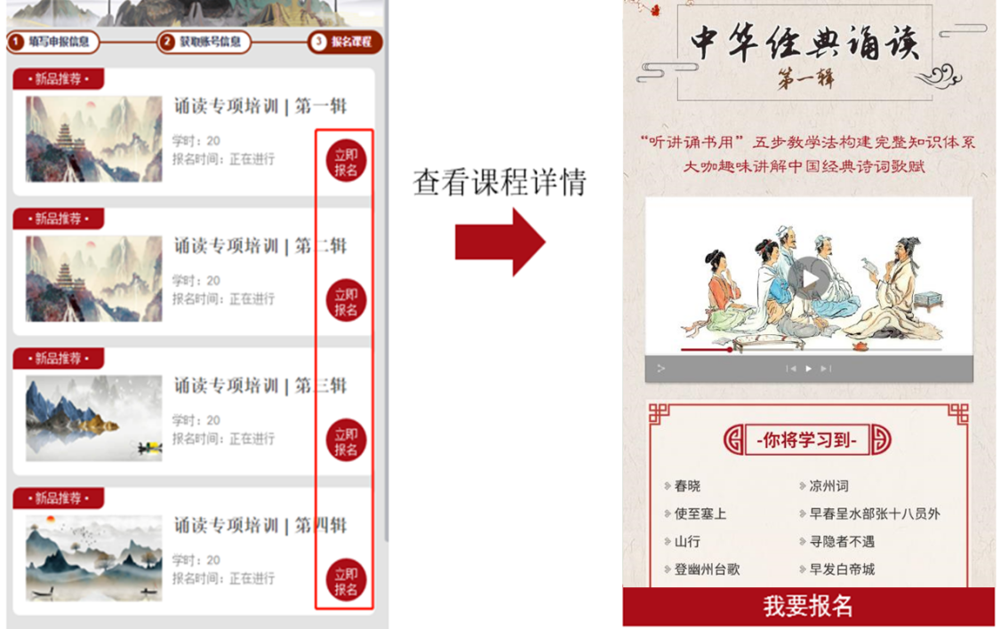 1 填写申报信息
2 获取账号信息
3 报名课程
·新品推荐·
诵读专项培训 | 第一辑
学时：20
报名时间：正在进行
立即
报名
·新品推荐·
诵读专项培训 | 第二辑
学时：20
报名时间：正在进行
立即
报名
·新品推荐·
诵读专项培训 | 第三辑
学时：20
报名时间：正在进行
立即
报名
·新品推荐·
诵读专项培训 | 第四辑
学时：20
报名时间：正在进行
立即
报名
查看课程详情
中华经典诵读
第一辑
“听讲诵书用”五步教学法构建完整知识体系
大咖趣味讲解中国经典诗词歌赋
-你将学习到-
春晓
凉州词
使至塞上
早春呈水部张十八员外
山行
寻隐者不遇
登幽州台歌
早发白帝城
我要报名